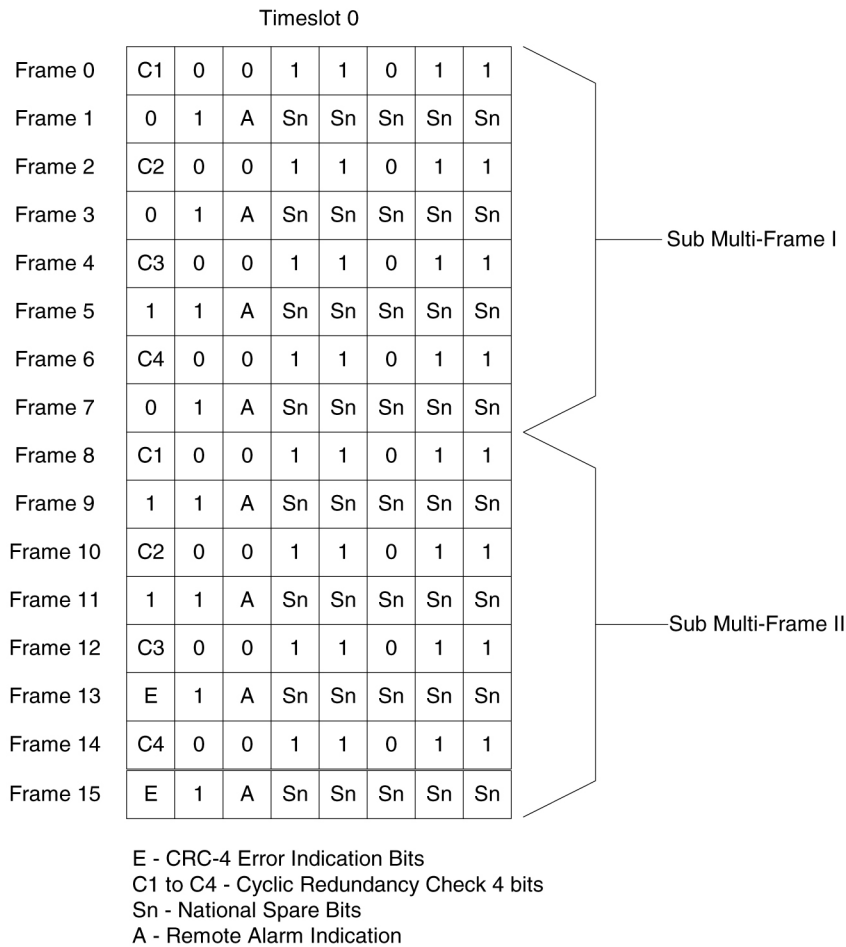 Timeslot 0
Frame 0 C1 0 0 1 1 0 1 1
Frame 1 0 1 A Sn Sn Sn Sn Sn
Frame 2 C2 0 0 1 1 0 1 1
Frame 3 0 1 A Sn Sn Sn Sn Sn
Sub Multi-Frame I
Frame 4 C3 0 0 1 1 0 1 1
Frame 5 1 1 A Sn Sn Sn Sn Sn
Frame 6 C4 0 0 1 1 0 1 1
Frame 7 0 1 A Sn Sn Sn Sn Sn
Frame 8 C1 0 0 1 1 0 1 1
Frame 9 1 1 A Sn Sn Sn Sn Sn
Frame 10 C2 0 0 1 1 0 1 1
Frame 11 1 1 A Sn Sn Sn Sn Sn
Sub Multi-Frame II
Frame 12 C3 0 0 1 1 0 1 1
Frame 13 E 1 A Sn Sn Sn Sn Sn
Frame 14 C4 0 0 1 1 0 1 1
Frame 15 E 1 A Sn Sn Sn Sn Sn
E - CRC-4 Error Indication Bits
C1 to C4 - Cyclic Redundancy Check 4 bits
Sn - National Spare Bits
A - Remote Alarm Indication